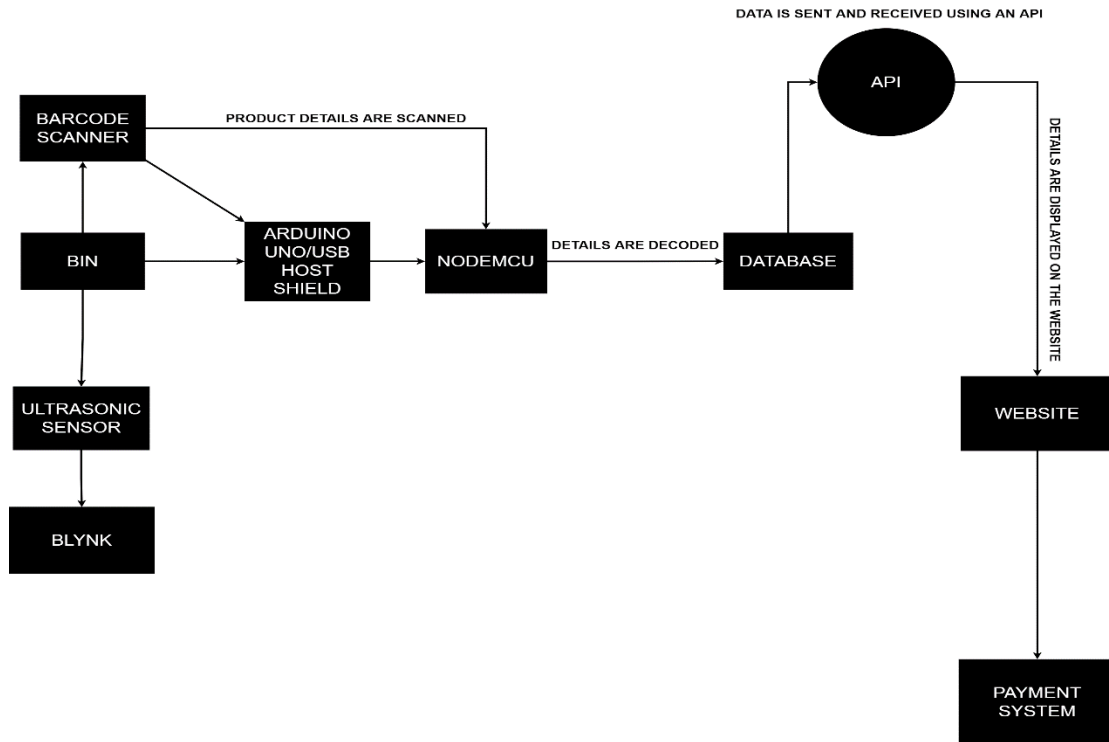 DATA IS SENT AND RECEIVED USING AN API
API
BARCODE
SCANNER
PRODUCT DETAILS ARE SCANNED
DETAILS ARE DISPLAYED ON THE WEBSITE
BIN
ARDUINO
UNO/USB
HOST
SHIELD
NODEMCU
DETAILS ARE DECODED
DATABASE
ULTRASONIC
SENSOR
WEBSITE
BLYNK
PAYMENT
SYSTEM